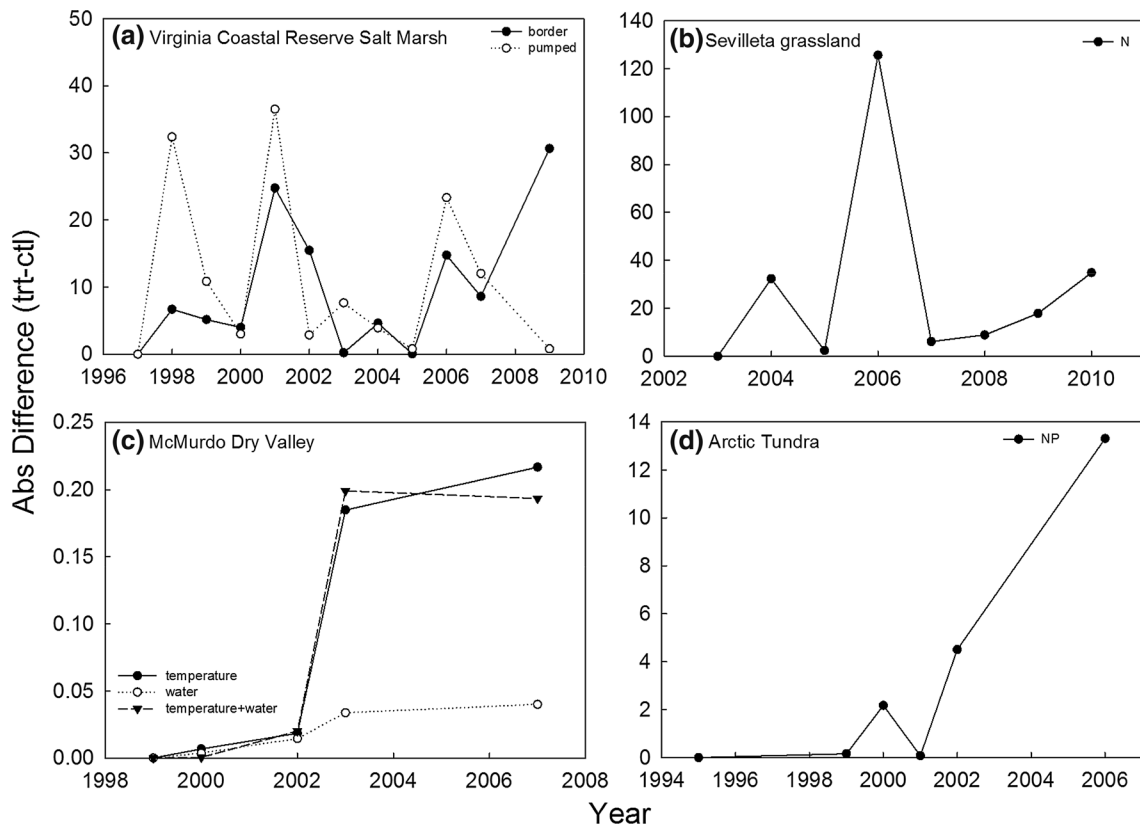 Abs Difference (trt-ctl)
(a) Virginia Coastal Reserve Salt Marsh
border
pumped
50
40
30
20
10
0
1996 1998 2000 2002 2004 2006 2008 2010
(b) Sevilleta grassland
N
140
120
100
80
60
40
20
0
2002 2004 2006 2008 2010
(c) McMurdo Dry Valley
0.25
0.20
0.15
0.10
0.05
0.00
temperature
water
temperature+water
1998 2000 2002 2004 2006 2008
(d) Arctic Tundra
NP
14
12
10
8
6
4
2
0
1994 1996 1998 2000 2002 2004 2006
Year